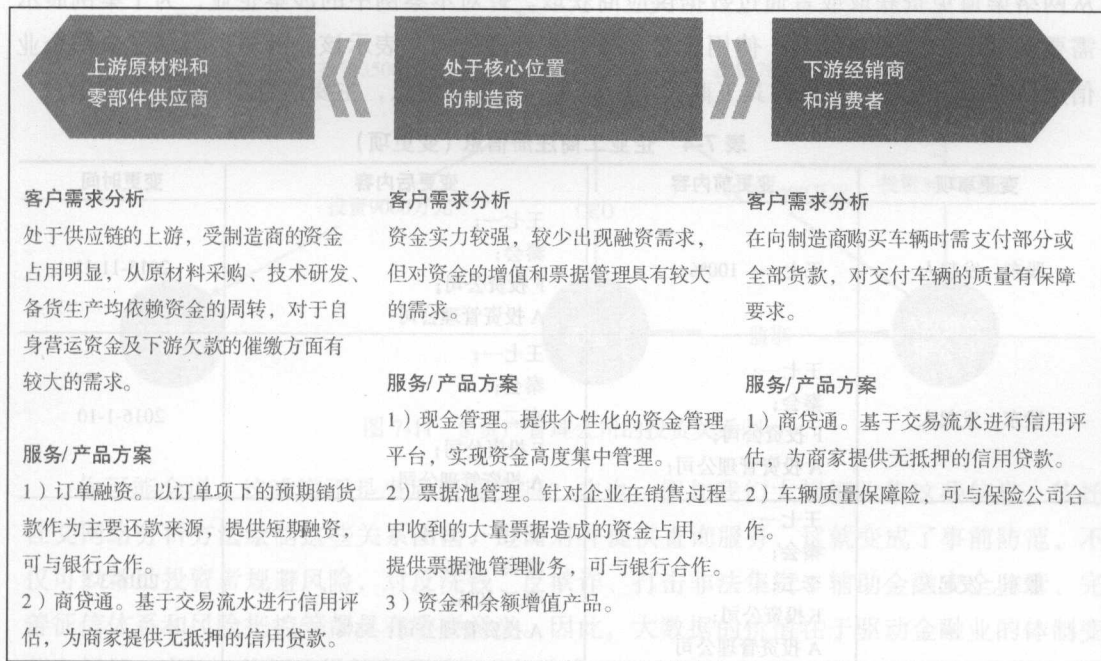 上游原材料和
零部件供应商
处于核心位置
的制造商
下游经销商
和消费者
客户需求分析
处于供应链的上游，受制造商的资金
占用明显，从原材料采购、技术研发、
备货生产均依赖资金的周转，对于自
身营运资金及下游欠款的催缴方面有
较大的需求。
服务/产品方案
1）订单融资。以订单项下的预期销货
款作为主要还款来源，提供短期融资，
可与银行合作。
2）商贷通。基于交易流水进行信用评
估，为商家提供无抵押的信用贷款。
客户需求分析
资金实力较强，较少出现融资需求，
但对资金的增值和票据管理具有较大
的需求。
服务/产品方案
1）现金管理。提供个性化的资金管理
平台，实现资金高度集中管理。
2）票据池管理。针对企业在销售过程
中收到的大量票据造成的资金占用，
提供票据池管理业务，可与银行合作。
3）资金和余额增值产品。
客户需求分析
在向制造商购买车辆时需支付部分或
全部货款，对交付车辆的质量有保障
要求。
服务/产品方案
1）商贷通。基于交易流水进行信用评
估，为商家提供无抵押的信用贷款。
2）车辆质量保障险，可与保险公司合
作。